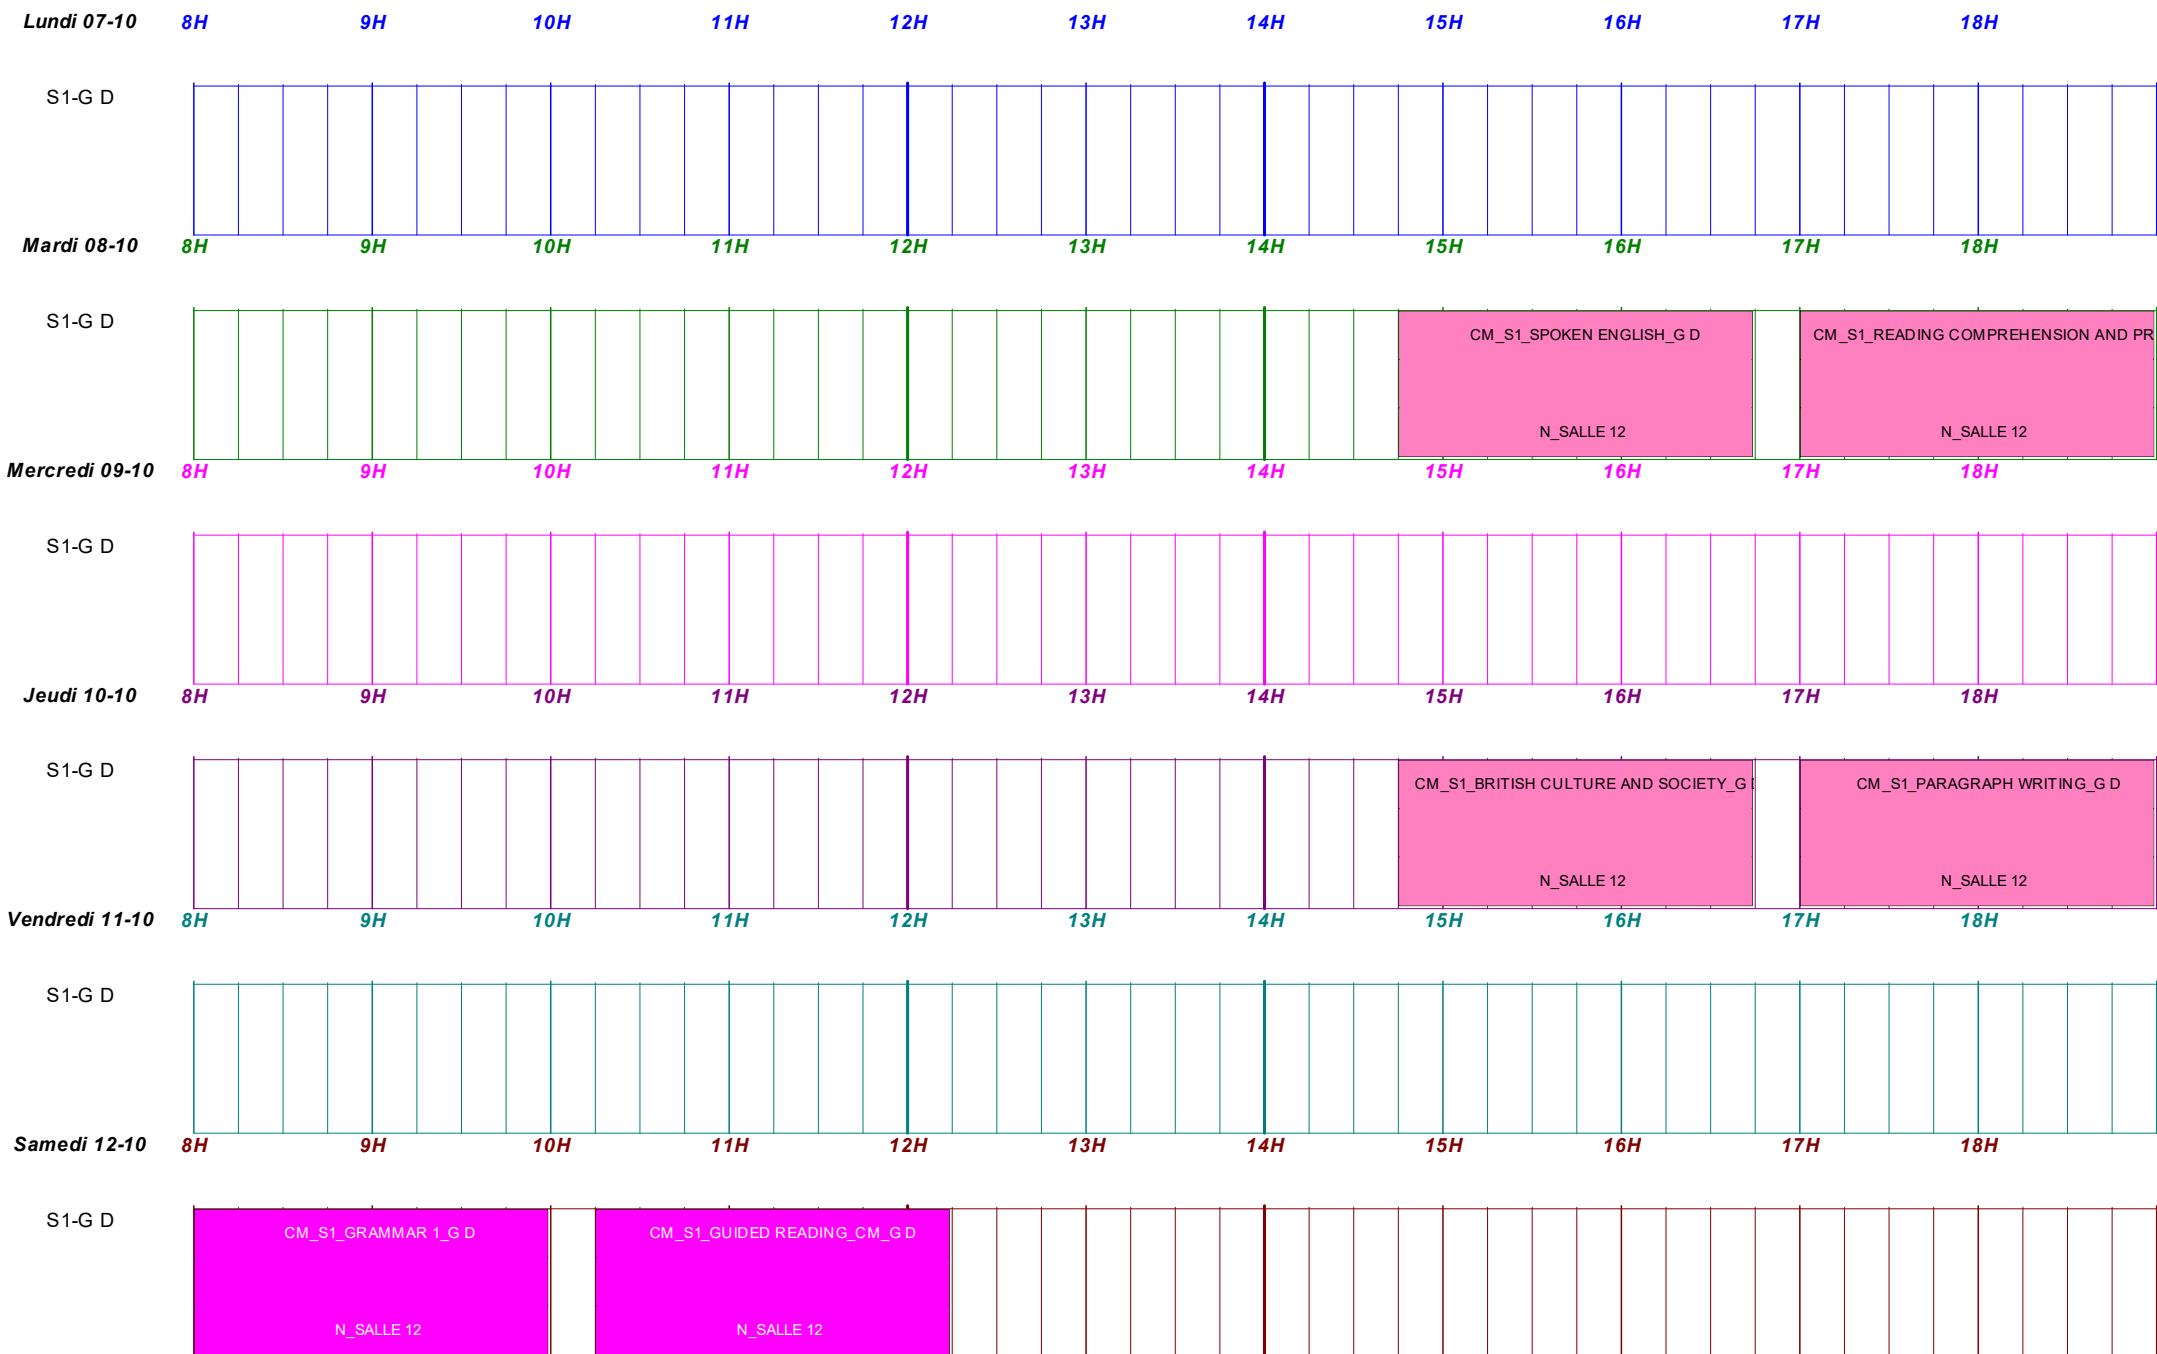 Lundi 07-10 8H 9H 10H 11H 12H 13H 14H 15H 16H 17H 18H
S1-G D
Mardi 08-10 8H 9H 10H 11H 12H 13H 14H 15H 16H 17H 18H
S1-G D CM_S1_SPOKEN ENGLISH_G D CM_S1_READING COMPREHENSION AND PR
N_SALLE 12 N_SALLE 12
Mercredi 09-10 8H 9H 10H 11H 12H 13H 14H 15H 16H 17H 18H
S1-G D
Jeudi 10-10 8H 9H 10H 11H 12H 13H 14H 15H 16H 17H 18H
S1-G D CM_S1_BRITISH CULTURE AND SOCIETY_G D CM_S1_PARAGRAPH WRITING_G D
N_SALLE 12 N_SALLE 12
Vendredi 11-10 8H 9H 10H 11H 12H 13H 14H 15H 16H 17H 18H
S1-G D
Samedi 12-10 8H 9H 10H 11H 12H 13H 14H 15H 16H 17H 18H
S1-G D CM_S1_GRAMMAR 1_G D CM_S1_GUIDED READING_CM_G D
N_SALLE 12 N_SALLE 12